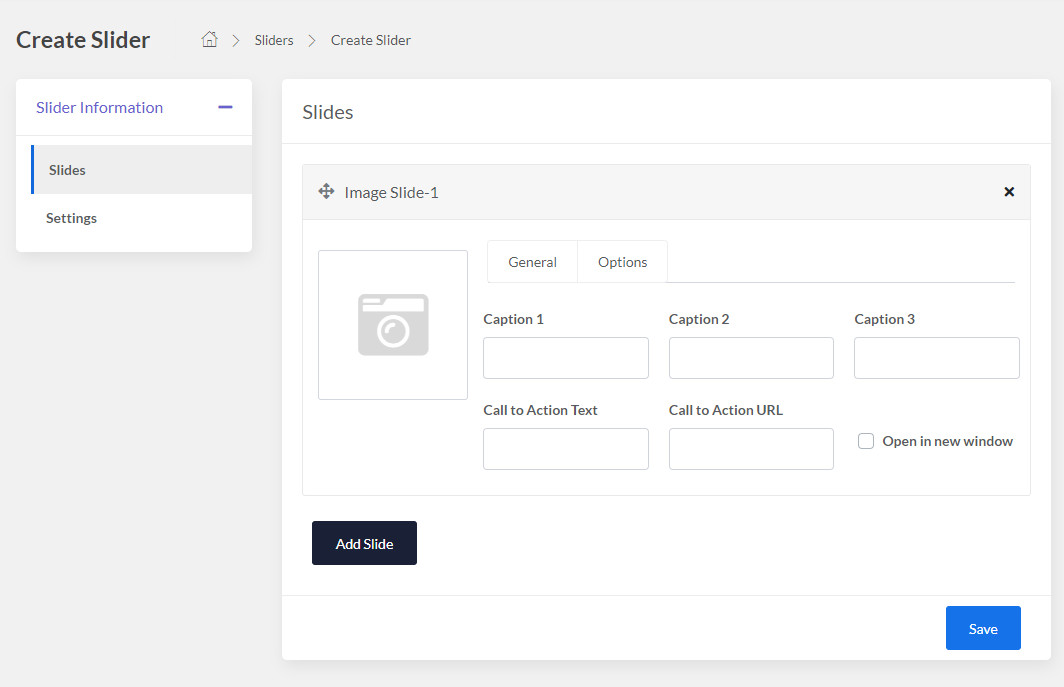 Create Slider
Sliders
Create Slider
Slider Information
Slides
Settings
Slides
Image Slide-1
General
Options
Caption 1
Caption 2
Caption 3
Call to Action Text
Call to Action URL
Open in new window
Add Slide
Save